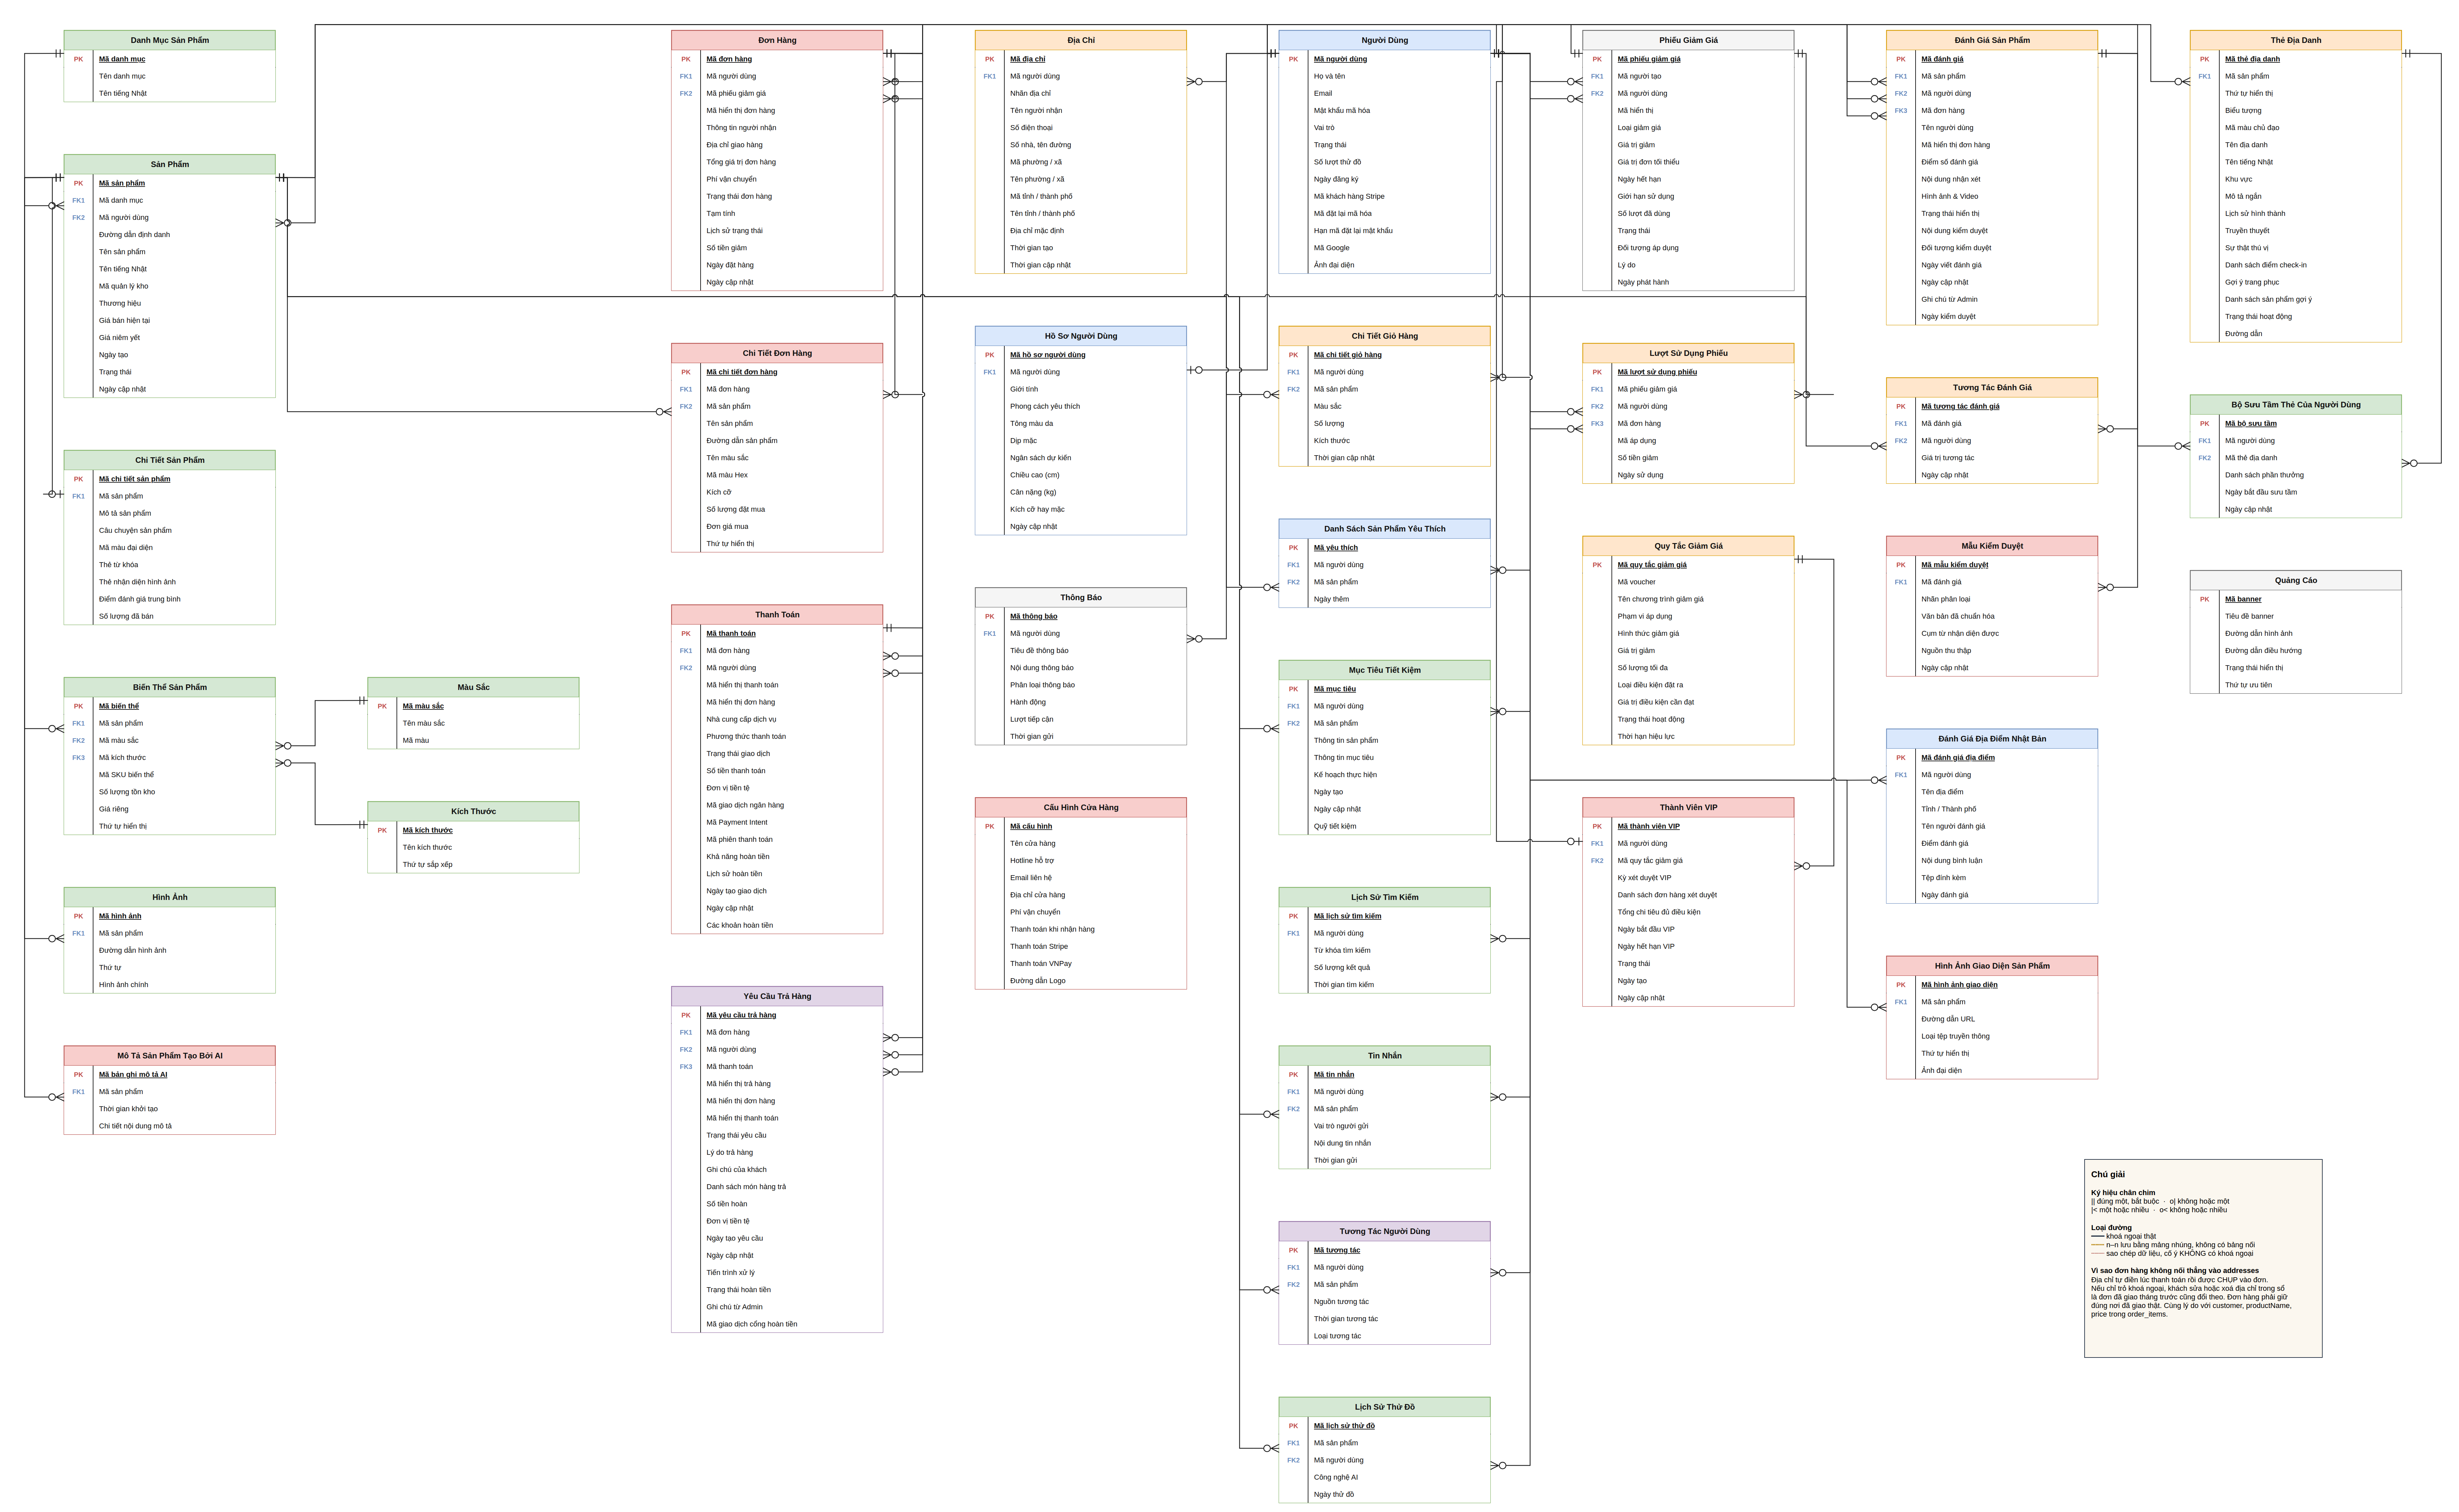 Danh Mục Sản Phẩm
PK Mã danh mục
Tên danh mục
Tên tiếng Nhật
Sản Phẩm
PK Mã sản phẩm
FK1 Mã danh mục
FK2 Mã người dùng
Đường dẫn định danh
Tên sản phẩm
Tên tiếng Nhật
Mã quản lý kho
Thương hiệu
Giá bán hiện tại
Giá niêm yết
Ngày tạo
Trạng thái
Ngày cập nhật
Chi Tiết Sản Phẩm
PK Mã chi tiết sản phẩm
FK1 Mã sản phẩm
Mô tả sản phẩm
Câu chuyện sản phẩm
Mã màu đại diện
Thẻ từ khóa
Thẻ nhận diện hình ảnh
Điểm đánh giá trung bình
Số lượng đã bán
Biến Thể Sản Phẩm
PK Mã biến thể
FK1 Mã sản phẩm
FK2 Mã màu sắc
FK3 Mã kích thước
Mã SKU biến thể
Số lượng tồn kho
Giá riêng
Thứ tự hiển thị
Hình Ảnh
PK Mã hình ảnh
FK1 Mã sản phẩm
Đường dẫn hình ảnh
Thứ tự
Hình ảnh chính
Mô Tả Sản Phẩm Tạo Bởi AI
PK Mã bản ghi mô tả AI
FK1 Mã sản phẩm
Thời gian khởi tạo
Chi tiết nội dung mô tả
Màu Sắc
PK Mã màu sắc
Tên màu sắc
Mã màu
Kích Thước
PK Mã kích thước
Tên kích thước
Thứ tự sắp xếp
Đơn Hàng
PK Mã đơn hàng
FK1 Mã người dùng
FK2 Mã phiếu giảm giá
Mã hiển thị đơn hàng
Thông tin người nhận
Địa chỉ giao hàng
Tổng giá trị đơn hàng
Phí vận chuyển
Trạng thái đơn hàng
Tạm tính
Lịch sử trạng thái
Số tiền giảm
Ngày đặt hàng
Ngày cập nhật
Chi Tiết Đơn Hàng
PK Mã chi tiết đơn hàng
FK1 Mã đơn hàng
FK2 Mã sản phẩm
Tên sản phẩm
Đường dẫn sản phẩm
Tên màu sắc
Mã màu Hex
Kích cỡ
Số lượng đặt mua
Đơn giá mua
Thứ tự hiển thị
Thanh Toán
PK Mã thanh toán
FK1 Mã đơn hàng
FK2 Mã người dùng
Mã hiển thị thanh toán
Mã hiển thị đơn hàng
Nhà cung cấp dịch vụ
Phương thức thanh toán
Trạng thái giao dịch
Số tiền thanh toán
Đơn vị tiền tệ
Mã giao dịch ngân hàng
Mã Payment Intent
Mã phiên thanh toán
Khả năng hoàn tiền
Lịch sử hoàn tiền
Ngày tạo giao dịch
Ngày cập nhật
Các khoản hoàn tiền
Yêu Cầu Trả Hàng
PK Mã yêu cầu trả hàng
FK1 Mã đơn hàng
FK2 Mã người dùng
FK3 Mã thanh toán
Mã hiển thị trả hàng
Mã hiển thị đơn hàng
Mã hiển thị thanh toán
Trạng thái yêu cầu
Lý do trả hàng
Ghi chú của khách
Danh sách món hàng trả
Số tiền hoàn
Đơn vị tiền tệ
Ngày tạo yêu cầu
Ngày cập nhật
Tiến trình xử lý
Trạng thái hoàn tiền
Ghi chú từ Admin
Mã giao dịch cổng hoàn tiền
Địa Chỉ
PK Mã địa chỉ
FK1 Mã người dùng
Nhãn địa chỉ
Tên người nhận
Số điện thoại
Số nhà, tên đường
Mã phường / xã
Tên phường / xã
Mã tỉnh / thành phố
Tên tỉnh / thành phố
Địa chỉ mặc định
Thời gian tạo
Thời gian cập nhật
Hồ Sơ Người Dùng
PK Mã hồ sơ người dùng
FK1 Mã người dùng
Giới tính
Phong cách yêu thích
Tông màu da
Dịp mặc
Ngân sách dự kiến
Chiều cao (cm)
Cân nặng (kg)
Kích cỡ hay mặc
Ngày cập nhật
Thông Báo
PK Mã thông báo
FK1 Mã người dùng
Tiêu đề thông báo
Nội dung thông báo
Phân loại thông báo
Hành động
Lượt tiếp cận
Thời gian gửi
Cấu Hình Cửa Hàng
PK Mã cấu hình
Tên cửa hàng
Hotline hỗ trợ
Email liên hệ
Địa chỉ cửa hàng
Phí vận chuyển
Thanh toán khi nhận hàng
Thanh toán Stripe
Thanh toán VNPay
Đường dẫn Logo
Người Dùng
PK Mã người dùng
Họ và tên
Email
Mật khẩu mã hóa
Vai trò
Trạng thái
Số lượt thử đồ
Ngày đăng ký
Mã khách hàng Stripe
Mã đặt lại mã hóa
Hạn mã đặt lại mật khẩu
Mã Google
Ảnh đại diện
Chi Tiết Giỏ Hàng
PK Mã chi tiết giỏ hàng
FK1 Mã người dùng
FK2 Mã sản phẩm
Màu sắc
Số lượng
Kích thước
Thời gian cập nhật
Danh Sách Sản Phẩm Yêu Thích
PK Mã yêu thích
FK1 Mã người dùng
FK2 Mã sản phẩm
Ngày thêm
Mục Tiêu Tiết Kiệm
PK Mã mục tiêu
FK1 Mã người dùng
FK2 Mã sản phẩm
Thông tin sản phẩm
Thông tin mục tiêu
Kế hoạch thực hiện
Ngày tạo
Ngày cập nhật
Quỹ tiết kiệm
Lịch Sử Tìm Kiếm
PK Mã lịch sử tìm kiếm
FK1 Mã người dùng
Từ khóa tìm kiếm
Số lượng kết quả
Thời gian tìm kiếm
Tin Nhắn
PK Mã tin nhắn
FK1 Mã người dùng
FK2 Mã sản phẩm
Vai trò người gửi
Nội dung tin nhắn
Thời gian gửi
Tương Tác Người Dùng
PK Mã tương tác
FK1 Mã người dùng
FK2 Mã sản phẩm
Nguồn tương tác
Thời gian tương tác
Loại tương tác
Lịch Sử Thử Đồ
PK Mã lịch sử thử đồ
FK1 Mã sản phẩm
FK2 Mã người dùng
Công nghệ AI
Ngày thử đồ
Phiếu Giảm Giá
PK Mã phiếu giảm giá
FK1 Mã người tạo
FK2 Mã người dùng
Mã hiển thị
Loại giảm giá
Giá trị giảm
Giá trị đơn tối thiểu
Ngày hết hạn
Giới hạn sử dụng
Số lượt đã dùng
Trạng thái
Đối tượng áp dụng
Lý do
Ngày phát hành
Lượt Sử Dụng Phiếu
PK Mã lượt sử dụng phiếu
FK1 Mã phiếu giảm giá
FK2 Mã người dùng
FK3 Mã đơn hàng
Mã áp dụng
Số tiền giảm
Ngày sử dụng
Quy Tắc Giảm Giá
PK Mã quy tắc giảm giá
Mã voucher
Tên chương trình giảm giá
Phạm vi áp dụng
Hình thức giảm giá
Giá trị giảm
Số lượng tối đa
Loại điều kiện đặt ra
Giá trị điều kiện cần đạt
Trạng thái hoạt động
Thời hạn hiệu lực
Thành Viên VIP
PK Mã thành viên VIP
FK1 Mã người dùng
FK2 Mã quy tắc giảm giá
Kỳ xét duyệt VIP
Danh sách đơn hàng xét duyệt
Tổng chi tiêu đủ điều kiện
Ngày bắt đầu VIP
Ngày hết hạn VIP
Trạng thái
Ngày tạo
Ngày cập nhật
Đánh Giá Sản Phẩm
PK Mã đánh giá
FK1 Mã sản phẩm
FK2 Mã người dùng
FK3 Mã đơn hàng
Tên người dùng
Mã hiển thị đơn hàng
Điểm số đánh giá
Nội dung nhận xét
Hình ảnh & Video
Trạng thái hiển thị
Nội dung kiểm duyệt
Đối tượng kiểm duyệt
Ngày viết đánh giá
Ngày cập nhật
Ghi chú từ Admin
Ngày kiểm duyệt
Tương Tác Đánh Giá
PK Mã tương tác đánh giá
FK1 Mã đánh giá
FK2 Mã người dùng
Giá trị tương tác
Ngày cập nhật
Mẫu Kiểm Duyệt
PK Mã mẫu kiểm duyệt
FK1 Mã đánh giá
Nhãn phân loại
Văn bản đã chuẩn hóa
Cụm từ nhận diện được
Nguồn thu thập
Ngày cập nhật
Đánh Giá Địa Điểm Nhật Bản
PK Mã đánh giá địa điểm
FK1 Mã người dùng
Tên địa điểm
Tỉnh / Thành phố
Tên người đánh giá
Điểm đánh giá
Nội dung bình luận
Tệp đính kèm
Ngày đánh giá
Hình Ảnh Giao Diện Sản Phẩm
PK Mã hình ảnh giao diện
FK1 Mã sản phẩm
Đường dẫn URL
Loại tệp truyền thông
Thứ tự hiển thị
Ảnh đại diện
Thẻ Địa Danh
PK Mã thẻ địa danh
FK1 Mã sản phẩm
Thứ tự hiển thị
Biểu tượng
Mã màu chủ đạo
Tên địa danh
Tên tiếng Nhật
Khu vực
Mô tả ngắn
Lịch sử hình thành
Truyền thuyết
Sự thật thú vị
Danh sách điểm check-in
Gợi ý trang phục
Danh sách sản phẩm gợi ý
Trạng thái hoạt động
Đường dẫn
Bộ Sưu Tầm Thẻ Của Người Dùng
PK Mã bộ sưu tầm
FK1 Mã người dùng
FK2 Mã thẻ địa danh
Danh sách phần thưởng
Ngày bắt đầu sưu tầm
Ngày cập nhật
Quảng Cáo
PK Mã banner
Tiêu đề banner
Đường dẫn hình ảnh
Đường dẫn điều hướng
Trạng thái hiển thị
Thứ tự ưu tiên
Chú giải
Ký hiệu chân chim
|| đúng một, bắt buộc · o| không hoặc một
|< một hoặc nhiều · o< không hoặc nhiều
Loại đường
khoá ngoại thật
n–n lưu bằng mảng nhúng, không có bảng nối
sao chép dữ liệu, cố ý KHÔNG có khoá ngoại
Vì sao đơn hàng không nối thẳng vào addresses
Địa chỉ tự điền lúc thanh toán rồi được CHỤP vào đơn.
Nếu chỉ trỏ khoá ngoại, khách sửa hoặc xoá địa chỉ trong sổ
là đơn đã giao tháng trước cũng đổi theo. Đơn hàng phải giữ
đúng nơi đã giao thật. Cùng lý do với customer, productName,
price trong order_items.